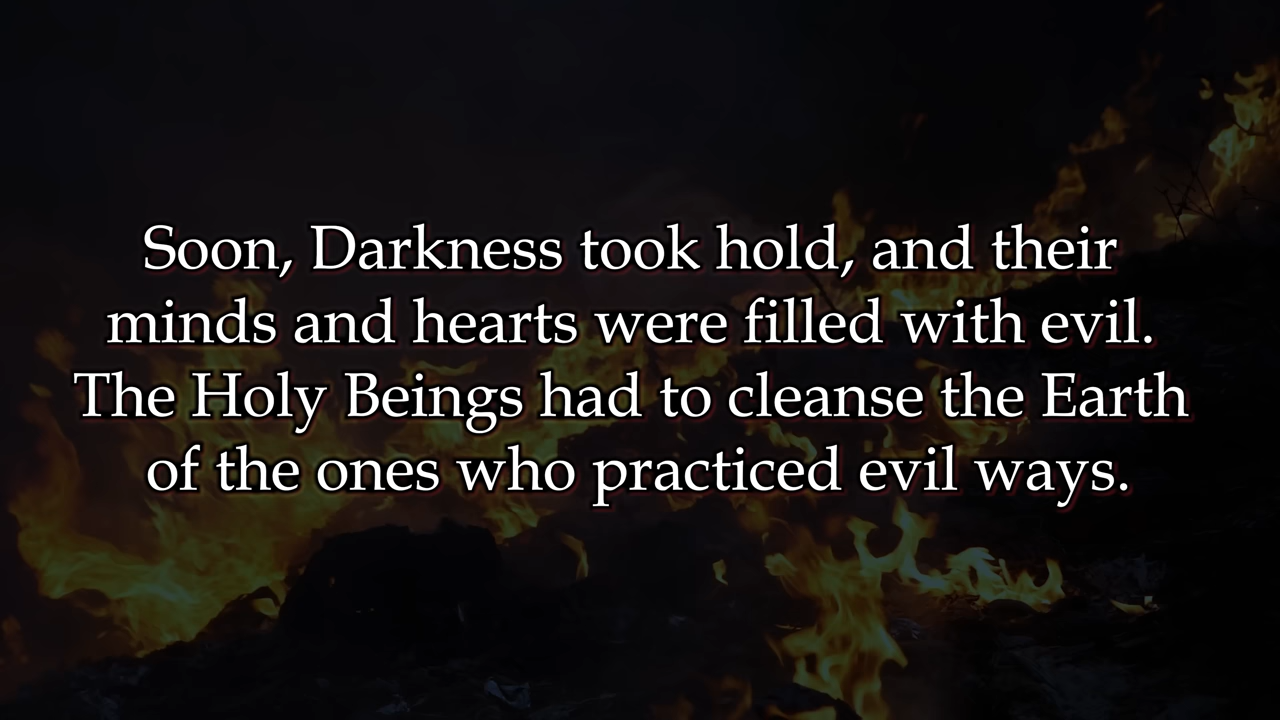 Soon, Darkness took hold, and their
minds and hearts were filled with evil.
The Holy Beings had to cleanse the Earth
of the ones who practiced evil ways.